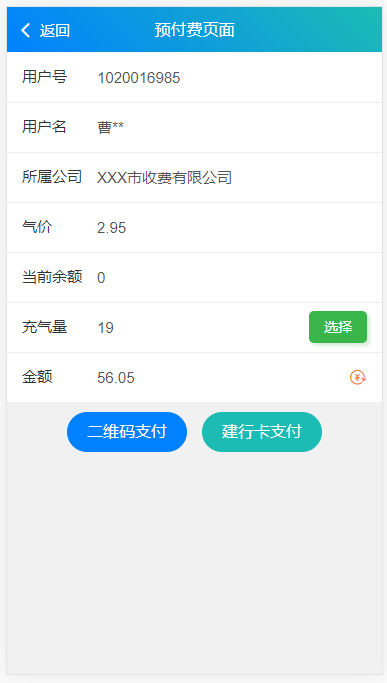 返回 预付费页面
用户号 1020016985
用户名 曹**
所属公司 XXX市收费有限公司
气价 2.95
当前余额 0
充气量 19 选择
金额 56.05
二维码支付 建行卡支付